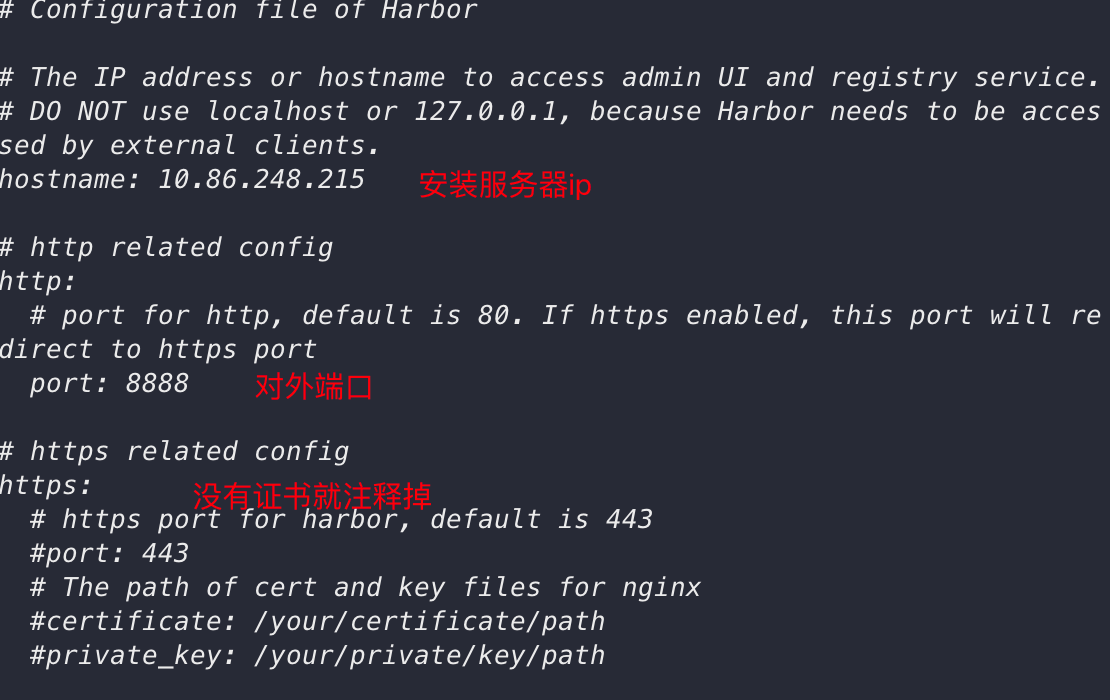 # Configuration file of Harbor
# The IP address or hostname to access admin UI and registry service.
# DO NOT use localhost or 127.0.0.1, because Harbor needs to be acces
sed by external clients.
hostname: 10.86.248.215 安装服务器ip
# http related config
http:
# port for http, default is 80. If https enabled, this port will re
direct to https port
port: 8888 对外端口
# https related config
https: 没有证书就注释掉
# https port for harbor, default is 443
#port: 443
# The path of cert and key files for nginx
#certificate: /your/certificate/path
#private_key: /your/private/key/path